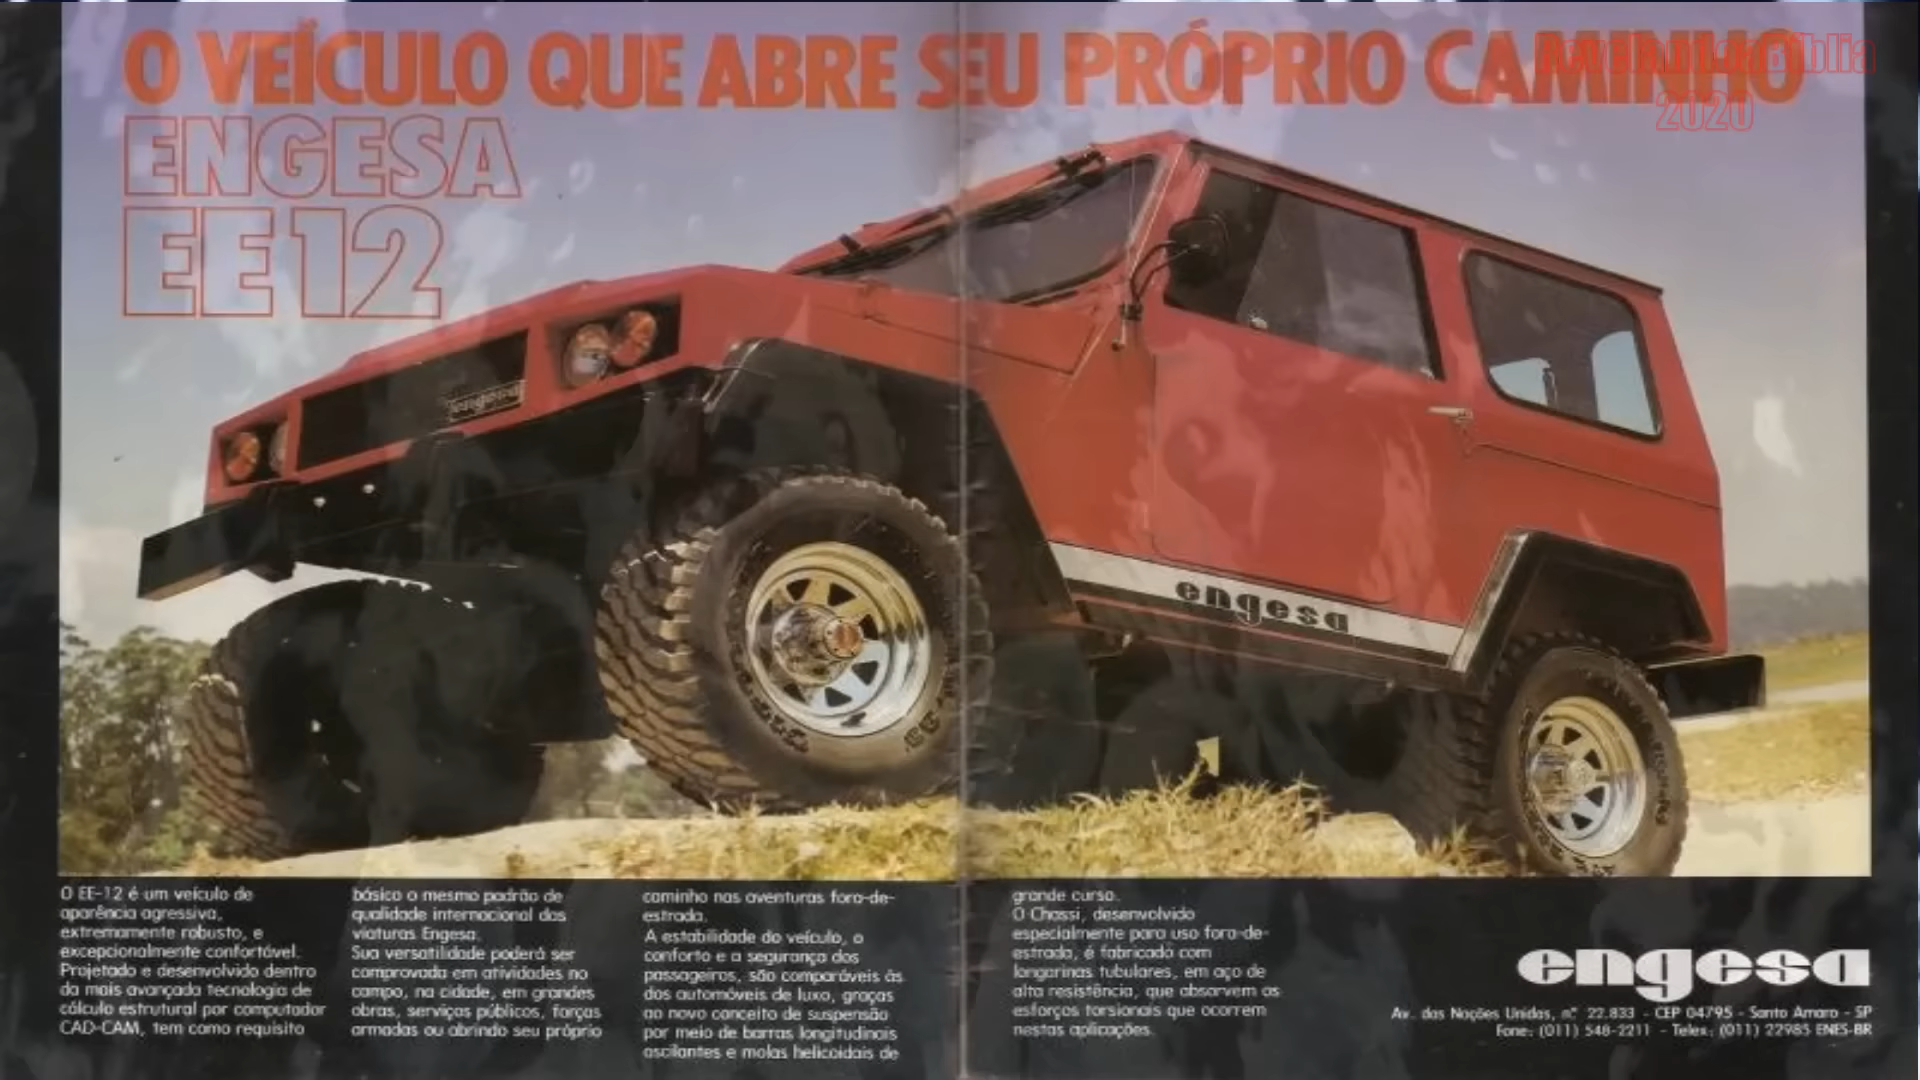 O VEÍCULO QUE ABRE SEU PRÓPRIO CAMINHO
2020
ENGESA
EE12
engesa
engesa
O EE-12 é um veículo de
aparência agressiva,
extremamente robusto, e
excepcionalmente confortável.
Projetado e desenvolvido dentro
da mais avançada tecnologia de
cálculo estrutural por computador
CAD-CAM, tem como requisito
básico o mesmo padrão de
qualidade internacional das
viaturas Engesa.
Sua versatilidade poderá ser
comprovada em atividades no
campo, na cidade, em grandes
obras, serviços públicos, forças
armadas ou abrindo seu próprio
caminho nas aventuras fora-de-
estrada.
A estabilidade do veículo, o
conforto e a segurança dos
passageiros, são comparáveis às
dos automóveis de luxo, graças
ao novo conceito de suspensão
por meio de barras longitudinais
oscilantes e molas helicoidais de
grande curso.
O Chassi, desenvolvido
especialmente para uso fora-de-
estrada, é fabricado com
longarinas tubulares, em aço de
alta resistência, que absorvem os
esforços torsionais que ocorrem
nestas aplicações.
engesa
Av. das Nações Unidas, nº 22.833 - CEP 04795 - Santo Amaro - SP
Fone: (011) 548-2211 - Telex: (011) 22985 ENES-BR